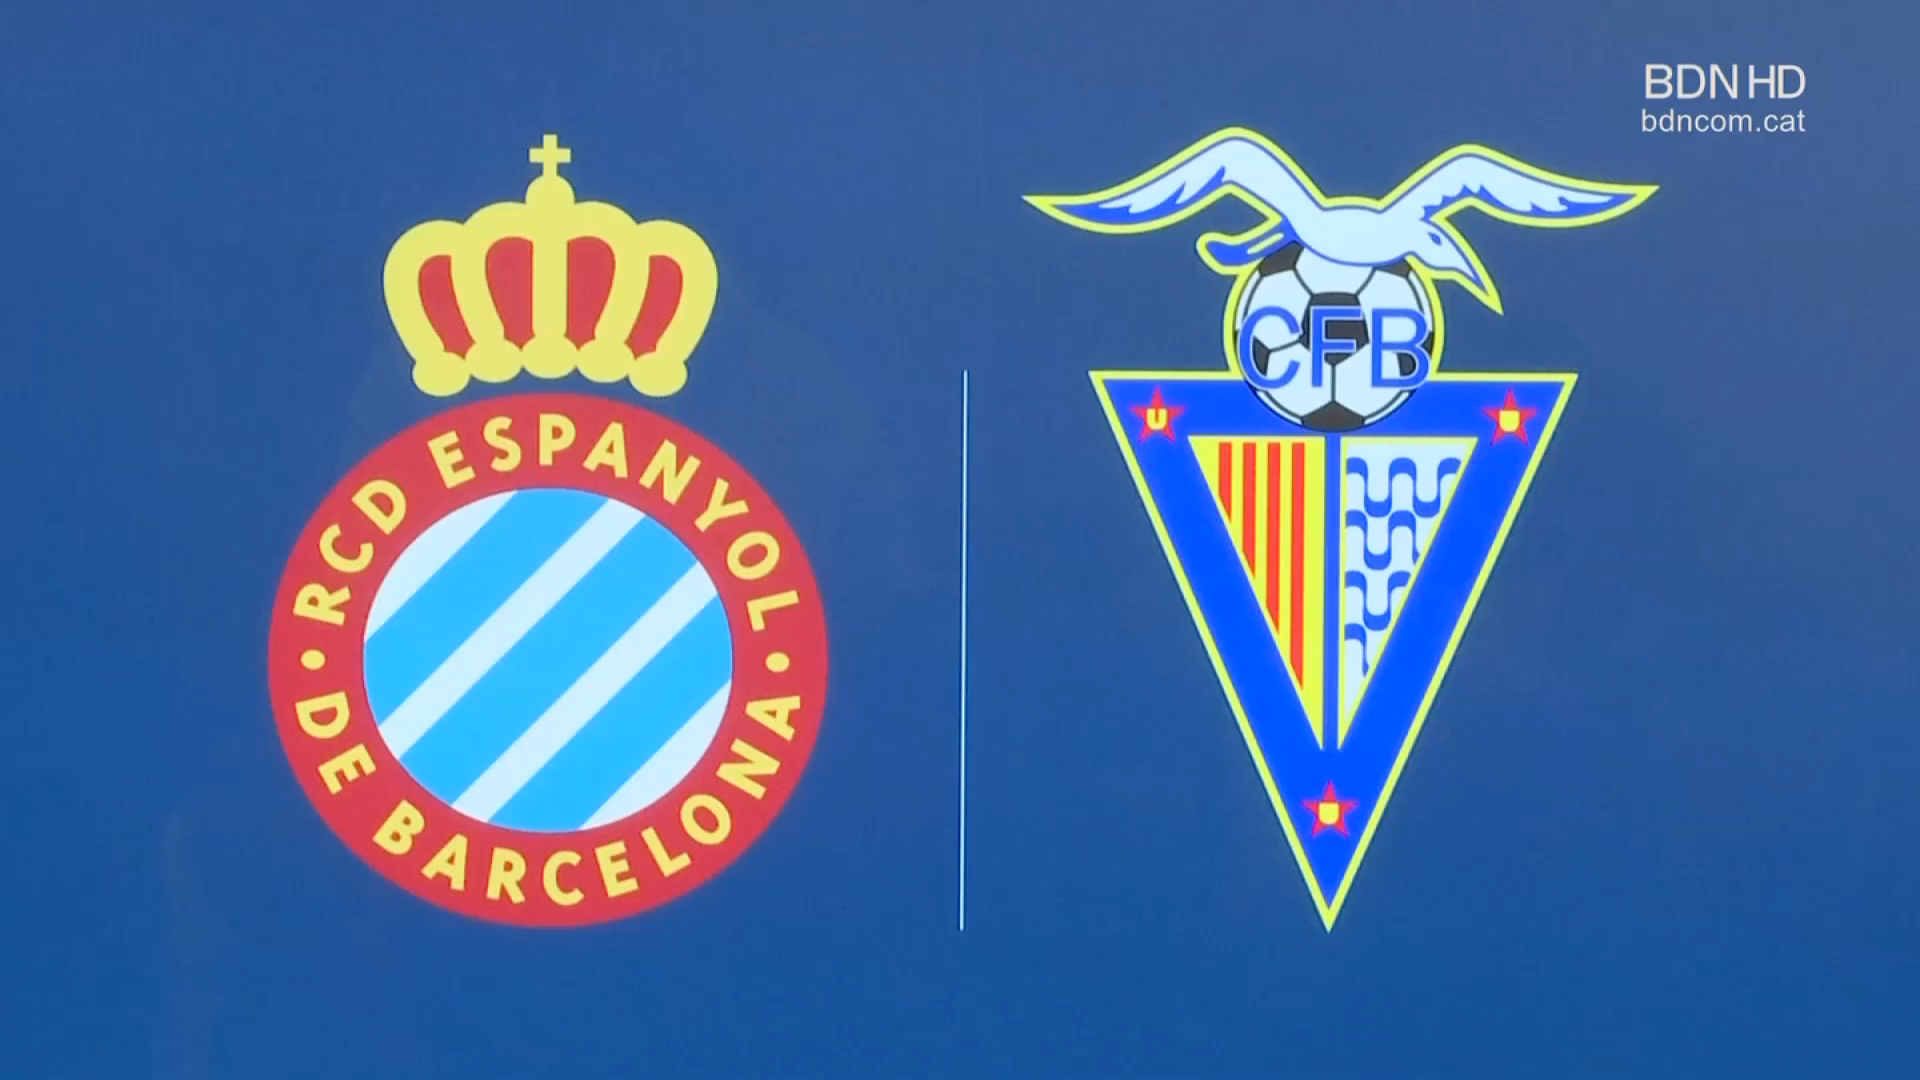 BDN HD
bdncom.cat
RCD ESPANYOL
DE BARCELONA
CFB
U
U
U